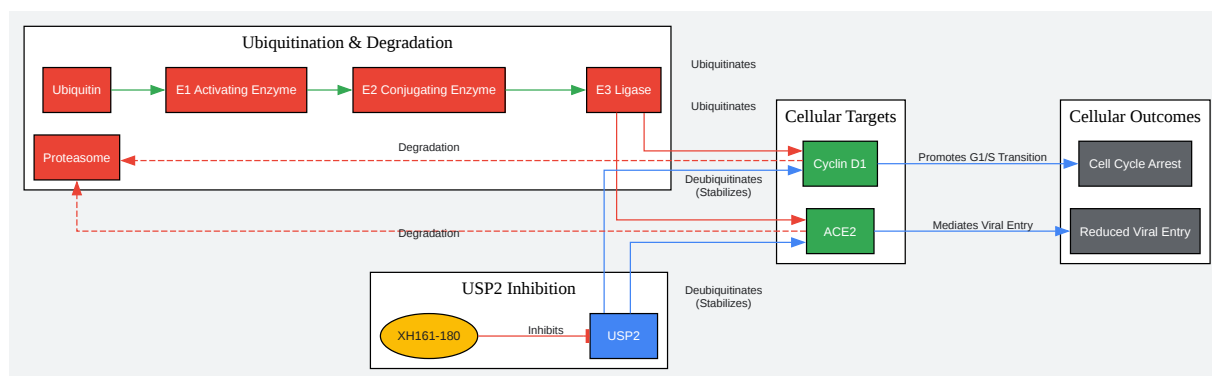 Ubiquitination & Degradation
Ubiquitin
E1 Activating Enzyme
E2 Conjugating Enzyme
E3 Ligase
Ubiquitinates
Ubiquitinates
Cellular Targets
Cellular Outcomes
Proteasome
Degradation
Cyclin D1
Promotes G1/S Transition
Cell Cycle Arrest
Deubiquitinates
(Stabilizes)
Degradation
ACE2
Mediates Viral Entry
Reduced Viral Entry
USP2 Inhibition
Deubiquitinates
(Stabilizes)
XH161-180
Inhibits
USP2